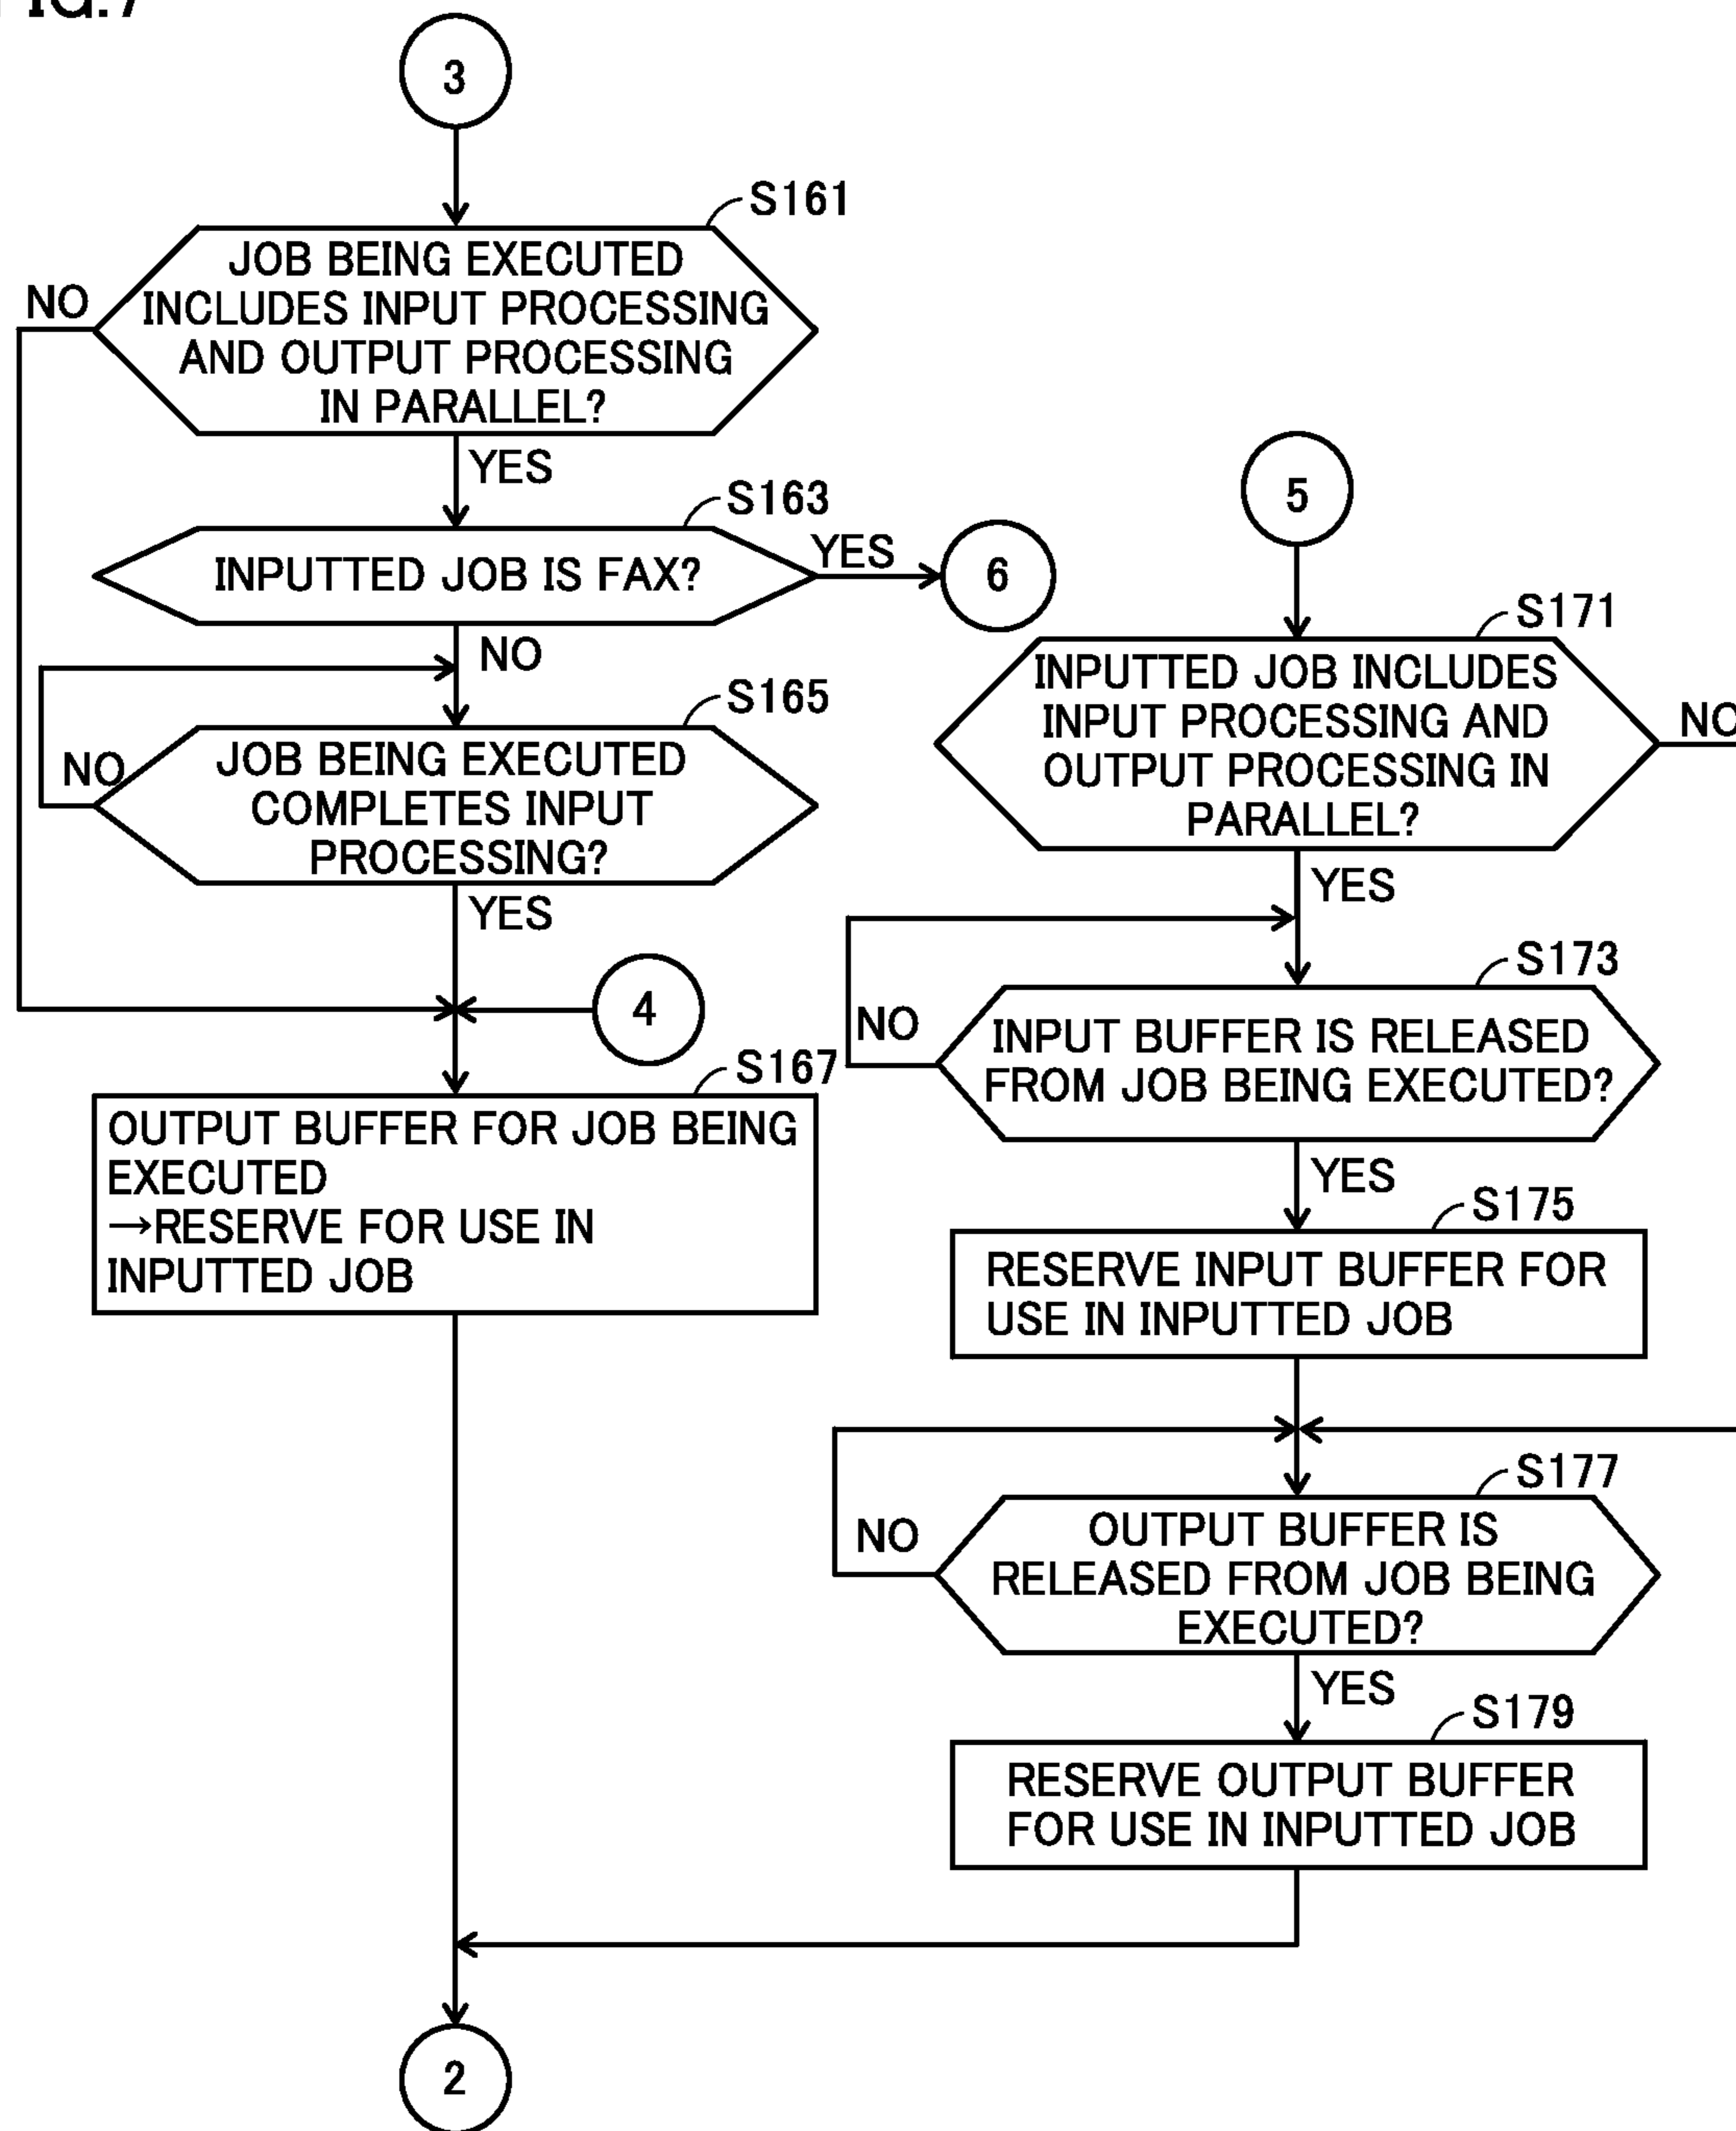 FIG.7
3
S161
JOB BEING EXECUTED
INCLUDES INPUT PROCESSING
AND OUTPUT PROCESSING
IN PARALLEL?
NO
YES
S163
INPUTTED JOB IS FAX?
YES
6
NO
S165
JOB BEING EXECUTED
COMPLETES INPUT
PROCESSING?
NO
YES
4
S167
OUTPUT BUFFER FOR JOB BEING
EXECUTED
→RESERVE FOR USE IN
INPUTTED JOB
5
S171
INPUTTED JOB INCLUDES
INPUT PROCESSING AND
OUTPUT PROCESSING IN
PARALLEL?
NO
YES
S173
INPUT BUFFER IS RELEASED
FROM JOB BEING EXECUTED?
NO
YES
S175
RESERVE INPUT BUFFER FOR
USE IN INPUTTED JOB
S177
OUTPUT BUFFER IS
RELEASED FROM JOB BEING
EXECUTED?
NO
YES
S179
RESERVE OUTPUT BUFFER
FOR USE IN INPUTTED JOB
2